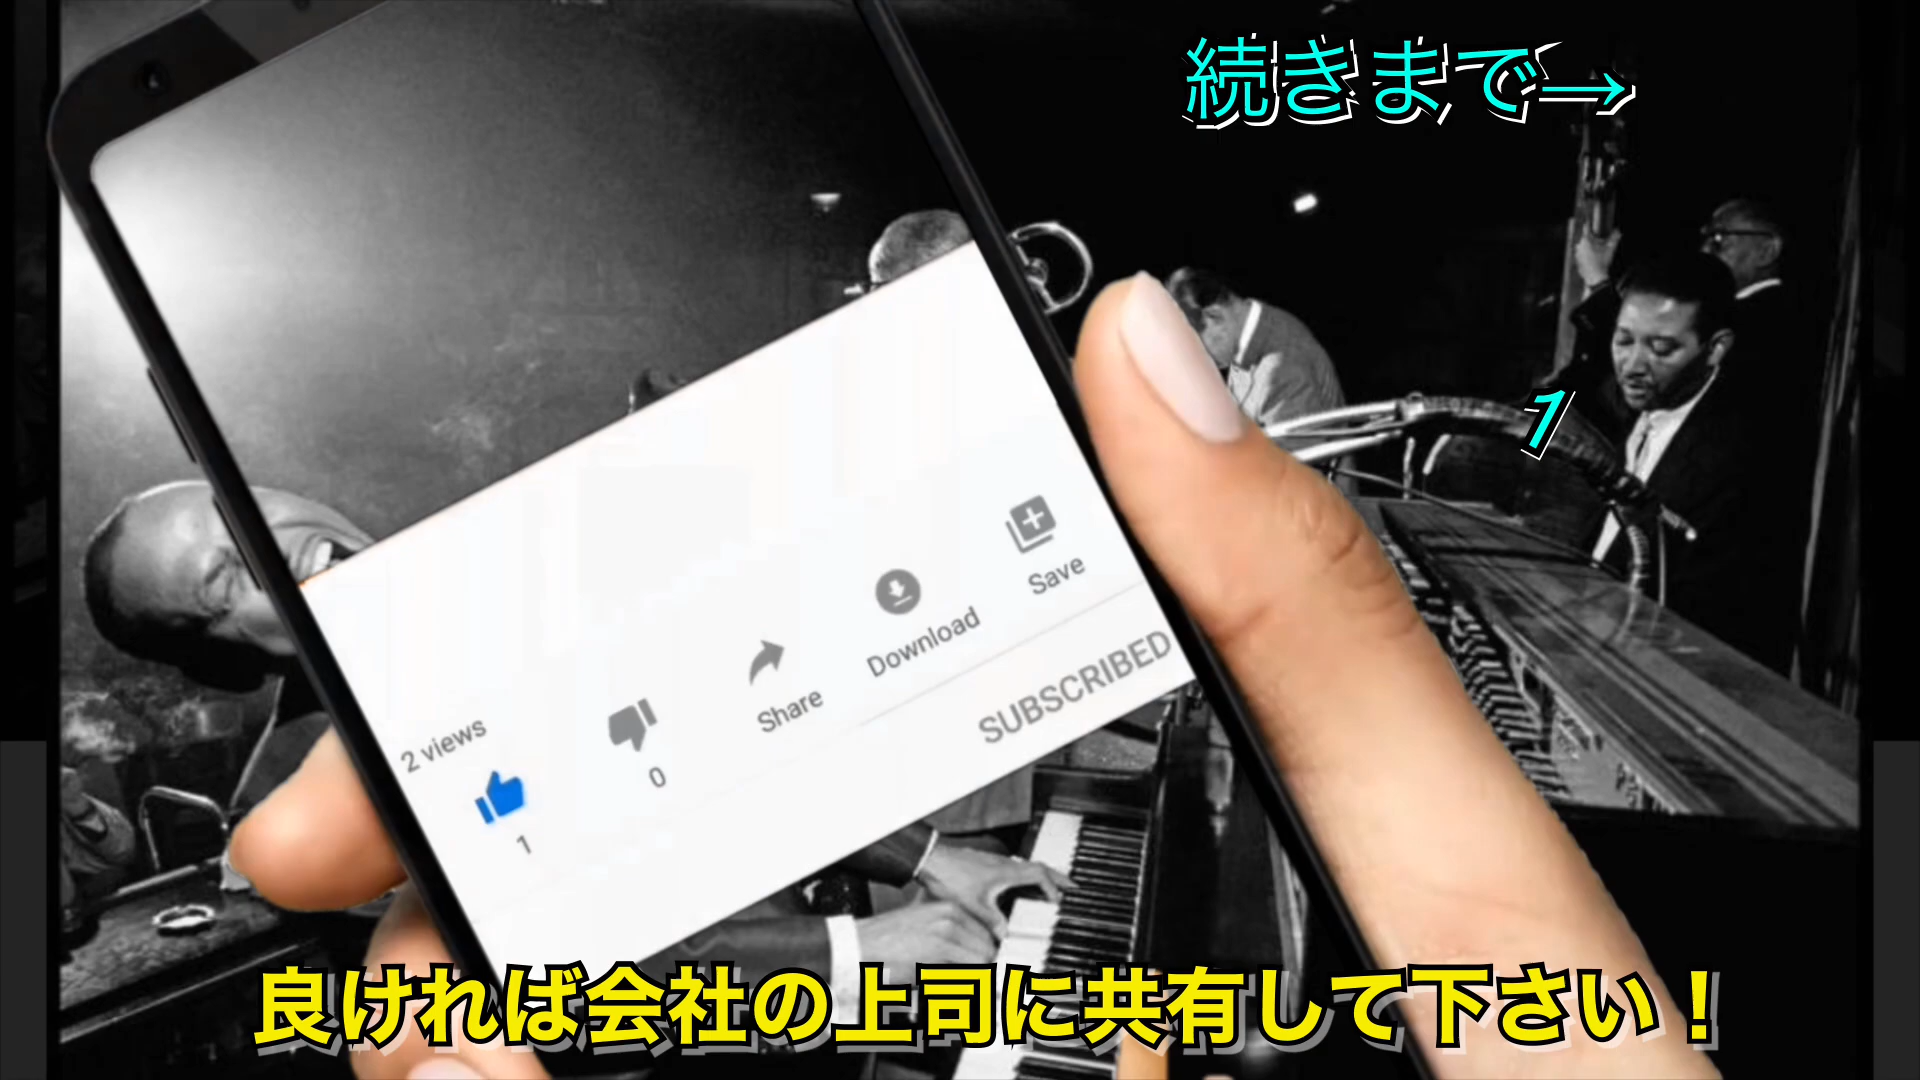 続きまで→
1
2 views
1
0
Share
Download
Save
SUBSCRIBED
良ければ会社の上司に共有して下さい！